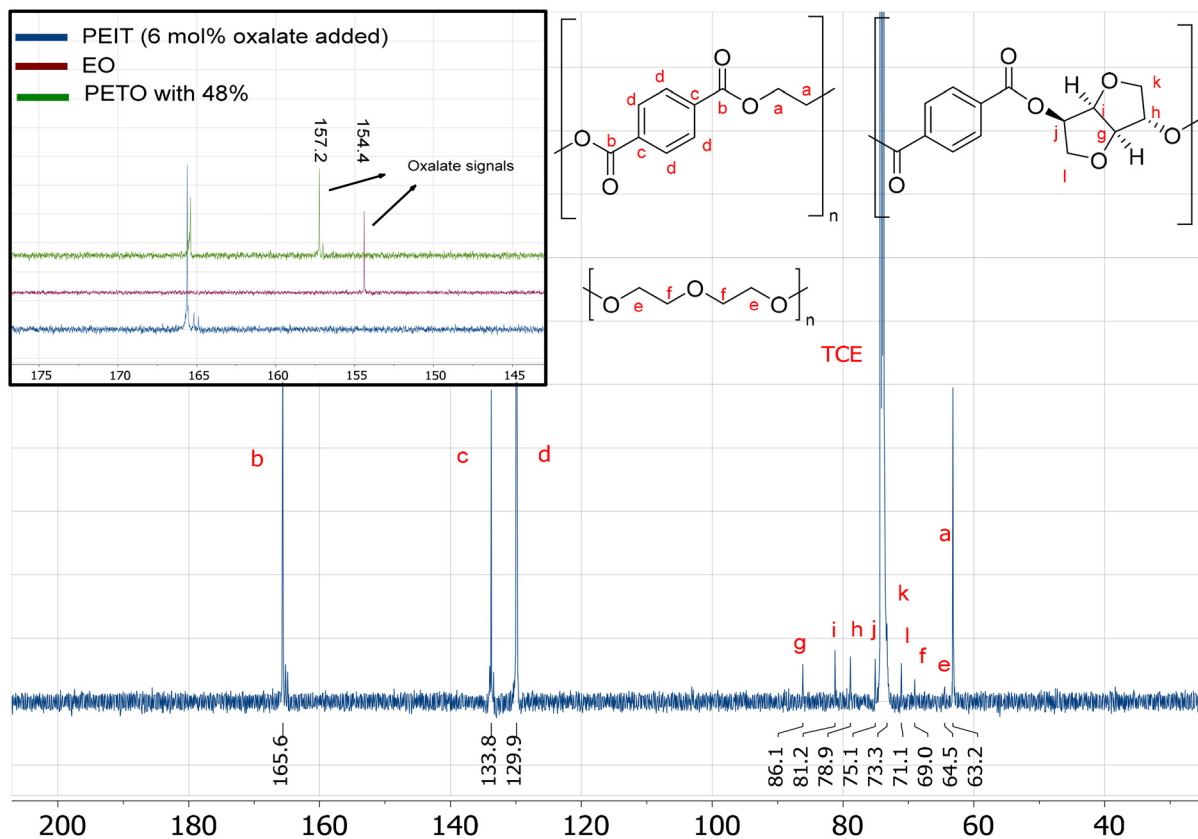 PEIT (6 mol% oxalate added)
EO
PETO with 48%
157.2
154.4
Oxalate signals
175
170
165
160
155
150
145
O
d
d
c
b
O
a
a
b
O
c
d
d
O
n
O
O
H
O
k
i
h
j
g
O
O
H
l
O
O
e
f
O
f
e
O
n
TCE
b
c
d
a
k
g
i
h
j
l
f
e
165.6
133.8
129.9
86.1
81.2
78.9
75.1
73.3
71.1
69.0
64.5
63.2
200
180
160
140
120
100
80
60
40